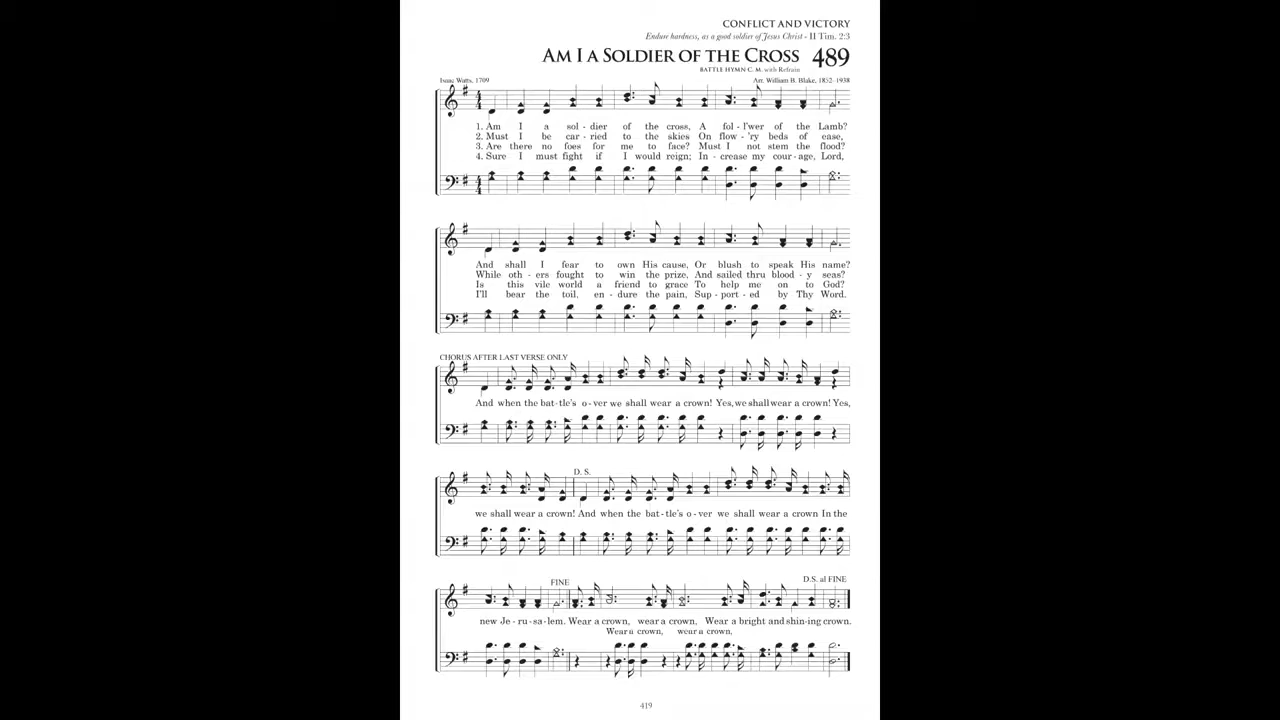 CONFLICT AND VICTORY
Endure hardness, as a good soldier of Jesus Christ - II Tim. 2:3
AM I A SOLDIER OF THE CROSS 489
BATTLE HYMN C. M. with Refrain
Isaac Watts, 1709 Arr. William B. Blake, 1852-1938
1. Am I a sol - dier of the cross, A fol - l'wer of the Lamb?
2. Must I be car - ried to the skies On flow - 'ry beds of ease,
3. Are there no foes for me to face? Must I not stem the flood?
4. Sure I must fight if I would reign; In - crease my cour - age, Lord,
And shall I fear to own His cause, Or blush to speak His name?
While oth - ers fought to win the prize, And sailed thru blood - y seas?
Is this vile world a friend to grace To help me on to God?
I'll bear the toil, en - dure the pain, Sup - port - ed by Thy Word.
CHORUS AFTER LAST VERSE ONLY
And when the bat - tle's o - ver we shall wear a crown! Yes, we shall wear a crown! Yes,
D. S.
we shall wear a crown! And when the bat - tle's o - ver we shall wear a crown In the
FINE D.S. al FINE
new Je - ru - sa - lem. Wear a crown, wear a crown, Wear a bright and shin - ing crown.
Wear a crown, wear a crown,
419